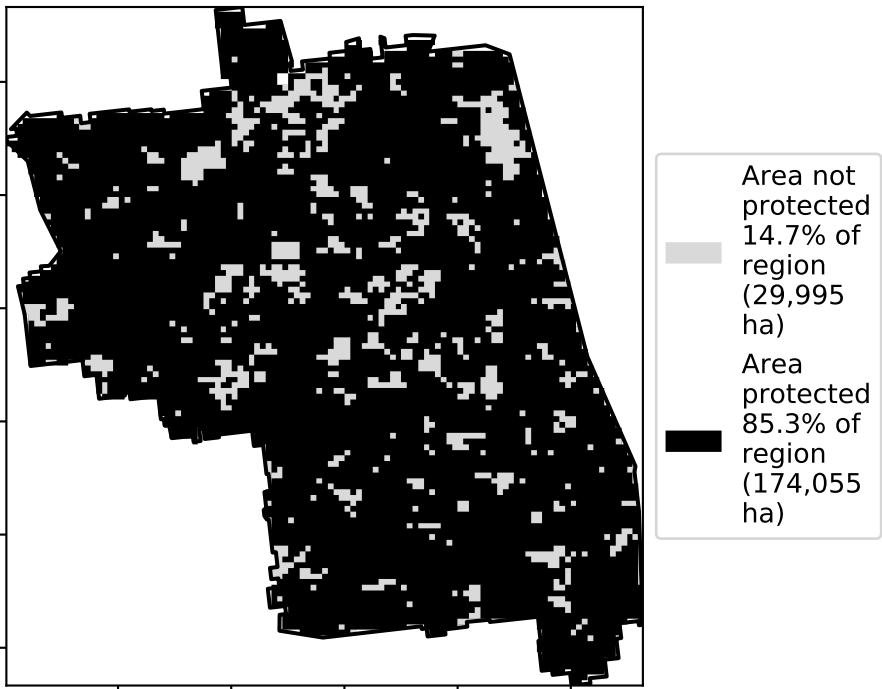 Area not
protected
14.7% of
region
(29,995
ha)
Area
protected
85.3% of
region
(174,055
ha)